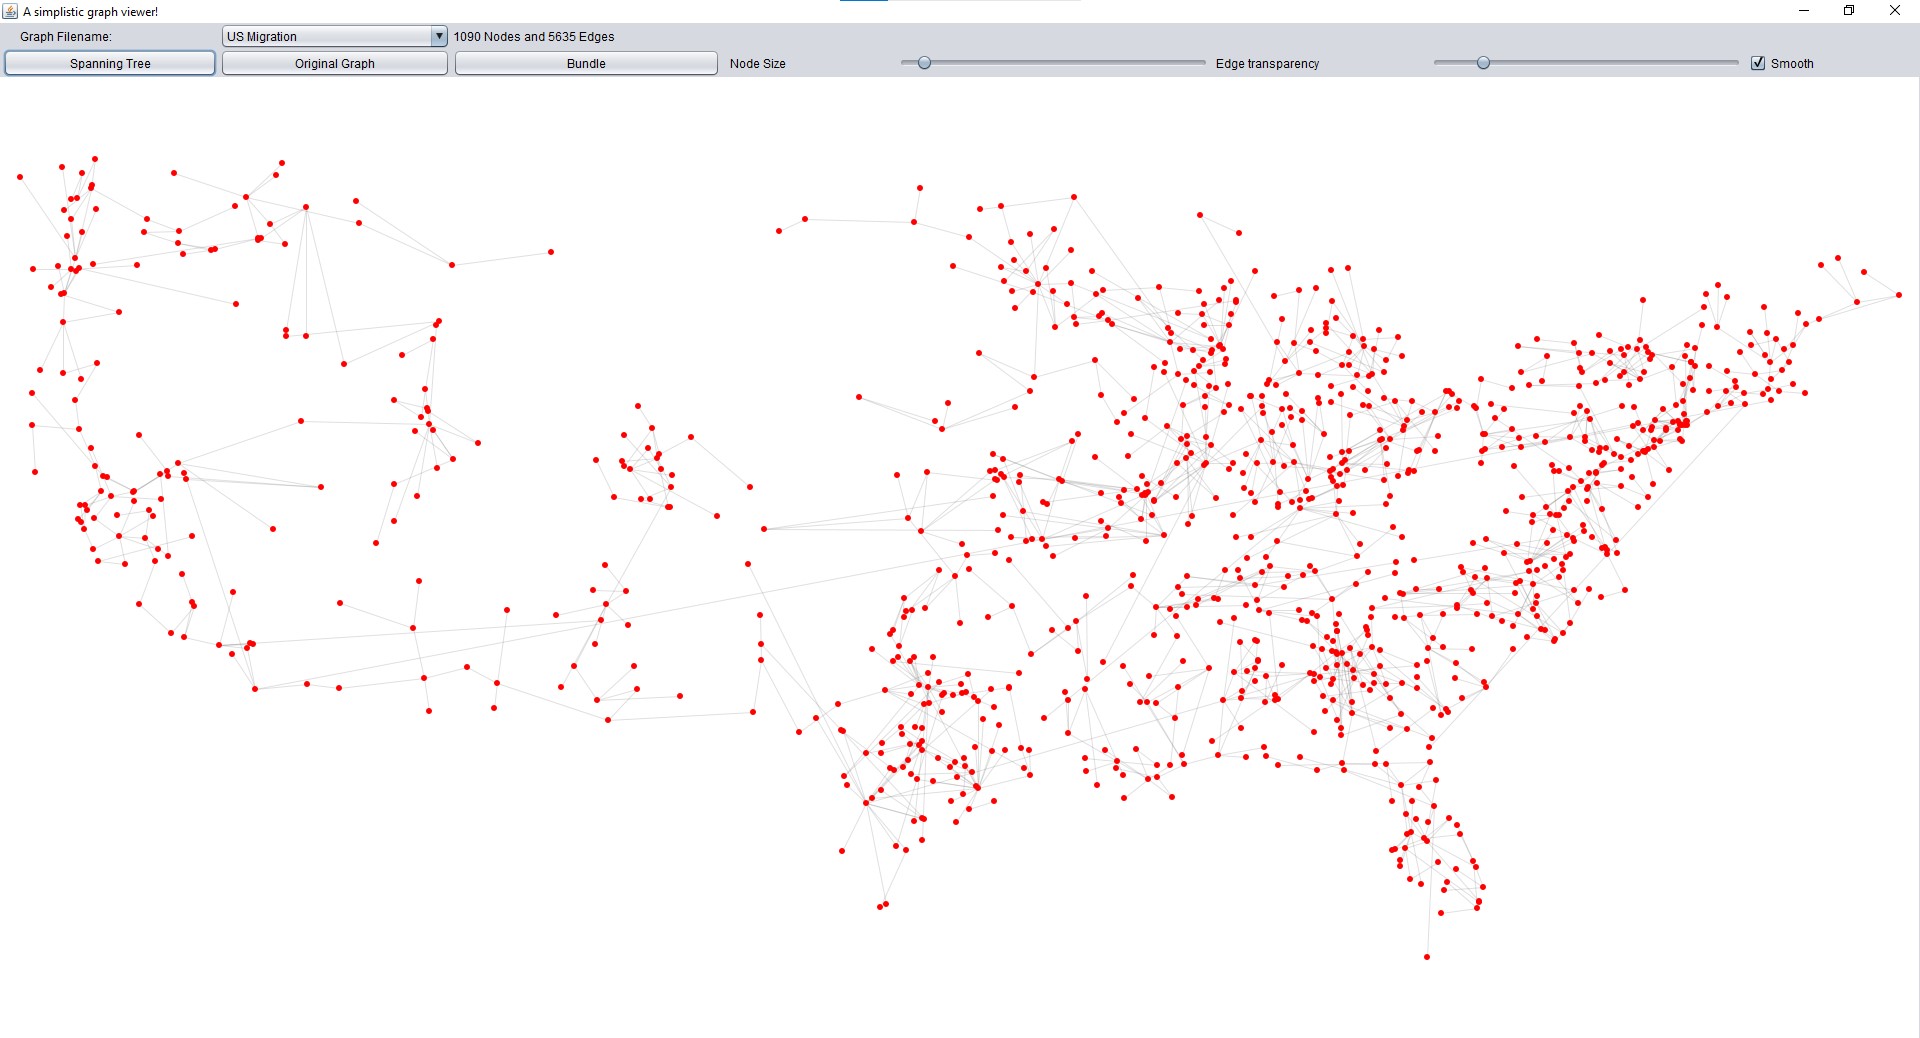 A simplistic graph viewer!
Graph Filename: US Migration 1090 Nodes and 5635 Edges
Spanning Tree Original Graph Bundle Node Size Edge transparency Smooth